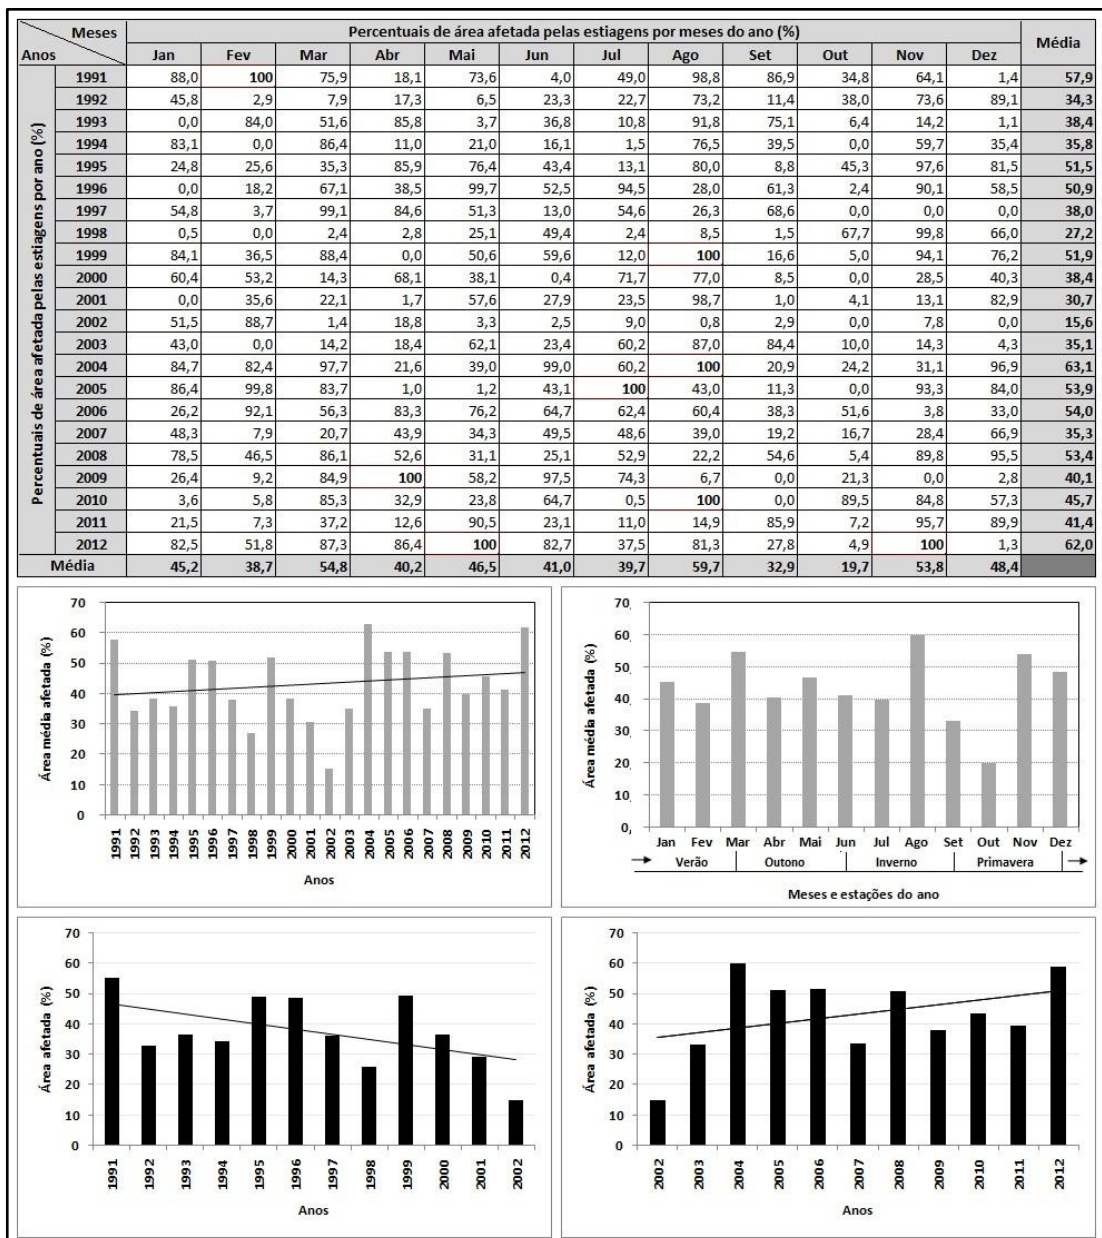 Meses Percentuais de área afetada pelas estiagens por meses do ano (%) Média
Anos Jan Fev Mar Abr Mai Jun Jul Ago Set Out Nov Dez
Percentuais de área afetada pelas estiagens por ano (%)
1991 88,0 100 75,9 18,1 73,6 4,0 49,0 98,8 86,9 34,8 64,1 1,4 57,9
1992 45,8 2,9 7,9 17,3 6,5 23,3 22,7 73,2 11,4 38,0 73,6 89,1 34,3
1993 0,0 84,0 51,6 85,8 3,7 36,8 10,8 91,8 75,1 6,4 14,2 1,1 38,4
1994 83,1 0,0 86,4 11,0 21,0 16,1 1,5 76,5 39,5 0,0 59,7 35,4 35,8
1995 24,8 25,6 35,3 85,9 76,4 43,4 13,1 80,0 8,8 45,3 97,6 81,5 51,5
1996 0,0 18,2 67,1 38,5 99,7 52,5 94,5 28,0 61,3 2,4 90,1 58,5 50,9
1997 54,8 3,7 99,1 84,6 51,3 13,0 54,6 26,3 68,6 0,0 0,0 0,0 38,0
1998 0,5 0,0 2,4 2,8 25,1 49,4 2,4 8,5 1,5 67,7 99,8 66,0 27,2
1999 84,1 36,5 88,4 0,0 50,6 59,6 12,0 100 16,6 5,0 94,1 76,2 51,9
2000 60,4 53,2 14,3 68,1 38,1 0,4 71,7 77,0 8,5 0,0 28,5 40,3 38,4
2001 0,0 35,6 22,1 1,7 57,6 27,9 23,5 98,7 1,0 4,1 13,1 82,9 30,7
2002 51,5 88,7 1,4 18,8 3,3 2,5 9,0 0,8 2,9 0,0 7,8 0,0 15,6
2003 43,0 0,0 14,2 18,4 62,1 23,4 60,2 87,0 84,4 10,0 14,3 4,3 35,1
2004 84,7 82,4 97,7 21,6 39,0 99,0 60,2 100 20,9 24,2 31,1 96,9 63,1
2005 86,4 99,8 83,7 1,0 1,2 43,1 100 43,0 11,3 0,0 93,3 84,0 53,9
2006 26,2 92,1 56,3 83,3 76,2 64,7 62,4 60,4 38,3 51,6 3,8 33,0 54,0
2007 48,3 7,9 20,7 43,9 34,3 49,5 48,6 39,0 19,2 16,7 28,4 66,9 35,3
2008 78,5 46,5 86,1 52,6 31,1 25,1 52,9 22,2 54,6 5,4 89,8 95,5 53,4
2009 26,4 9,2 84,9 100 58,2 97,5 74,3 6,7 0,0 21,3 0,0 2,8 40,1
2010 3,6 5,8 85,3 32,9 23,8 64,7 0,5 100 0,0 89,5 84,8 57,3 45,7
2011 21,5 7,3 37,2 12,6 90,5 23,1 11,0 14,9 85,9 7,2 95,7 89,9 41,4
2012 82,5 51,8 87,3 86,4 100 82,7 37,5 81,3 27,8 4,9 100 1,3 62,0
Média 45,2 38,7 54,8 40,2 46,5 41,0 39,7 59,7 32,9 19,7 53,8 48,4
Área média afetada (%)
70
60
50
40
30
20
10
0
1991 1992 1993 1994 1995 1996 1997 1998 1999 2000 2001 2002 2003 2004 2005 2006 2007 2008 2009 2010 2011 2012
Anos
Área média afetada (%)
70
60
50
40
30
20
10
0
Jan Fev Mar Abr Mai Jun Jul Ago Set Out Nov Dez
Verão Outono Inverno Primavera
Meses e estações do ano
Área afetada (%)
70
60
50
40
30
20
10
0
1991 1992 1993 1994 1995 1996 1997 1998 1999 2000 2001 2002
Anos
Área afetada (%)
70
60
50
40
30
20
10
0
2002 2003 2004 2005 2006 2007 2008 2009 2010 2011 2012
Anos